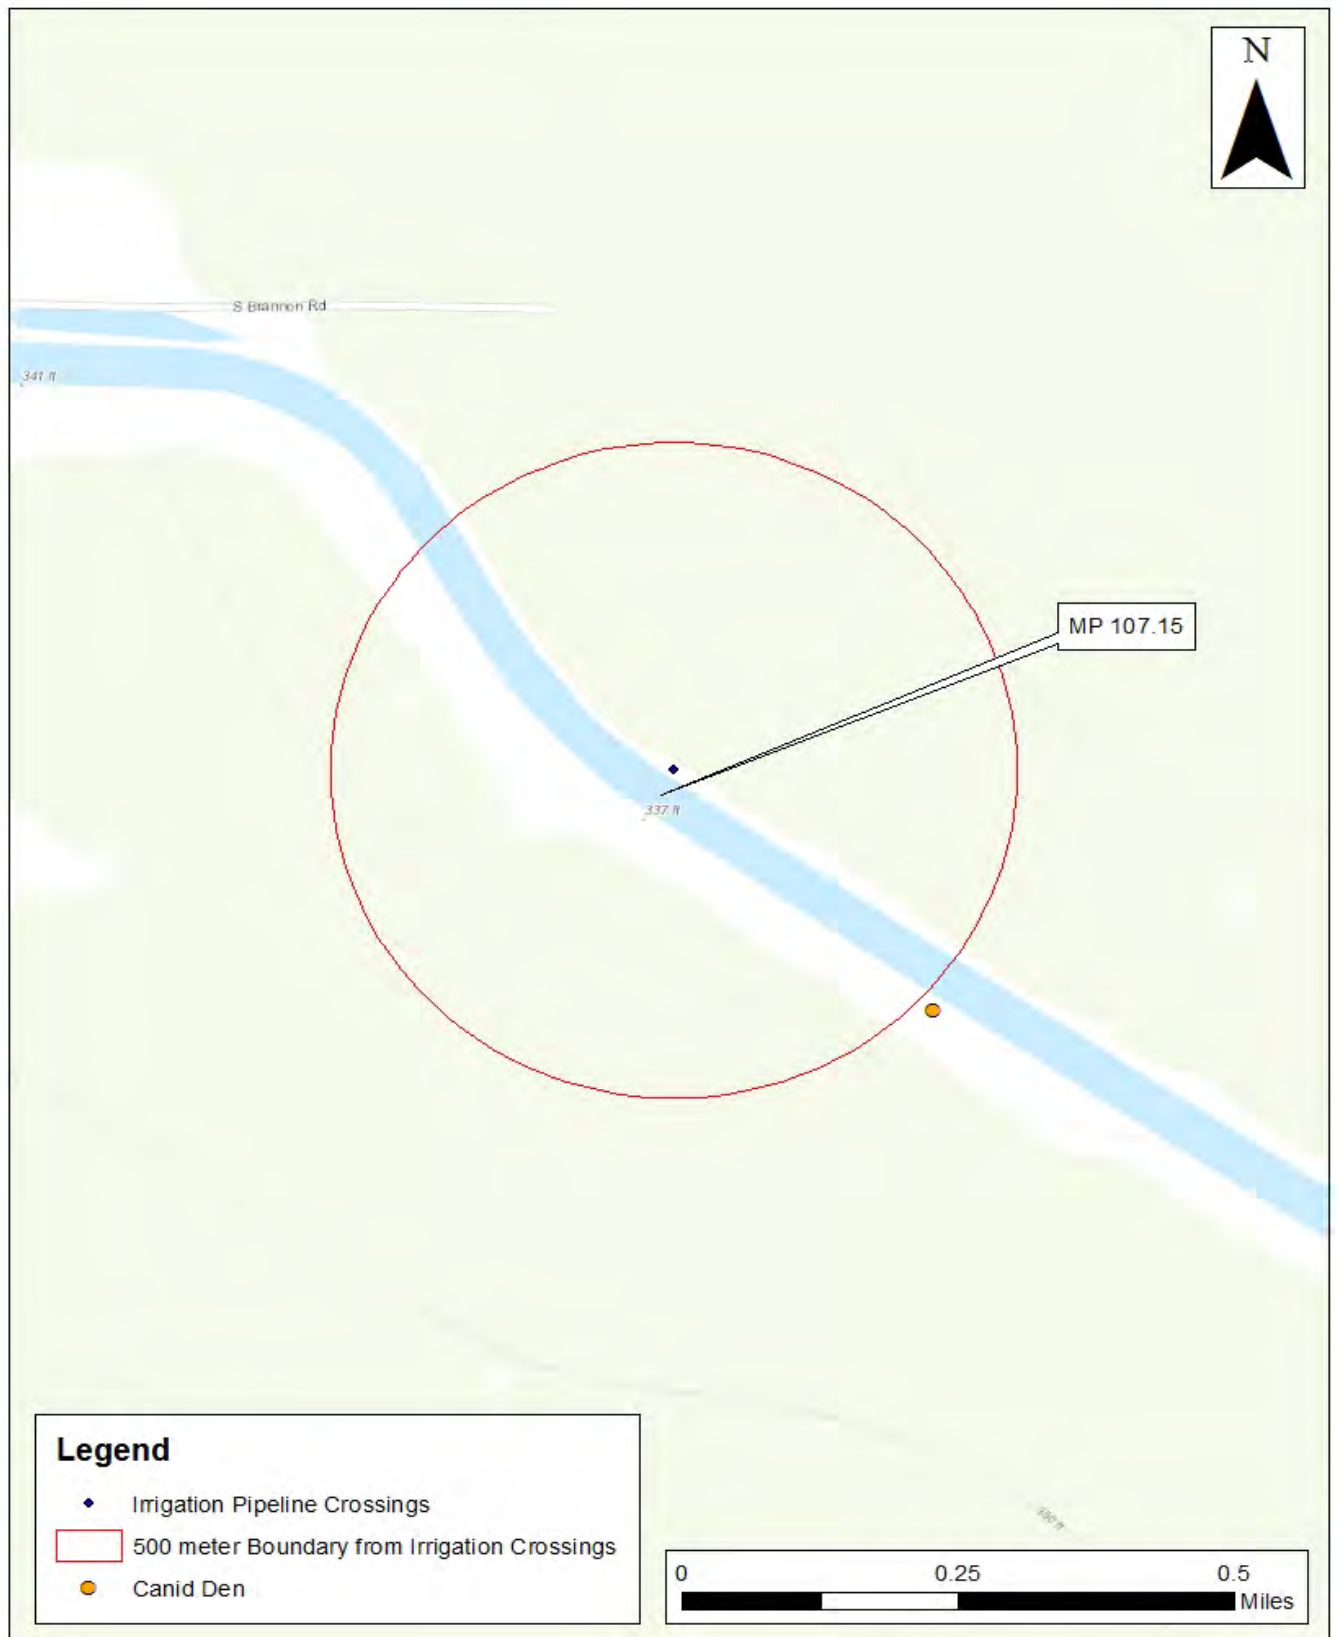 N
S Brannon Rd
341 ft
MP 107.15
337 ft
Legend
Irrigation Pipeline Crossings
500 meter Boundary from Irrigation Crossings
Canid Den
0 0.25 0.5
Miles